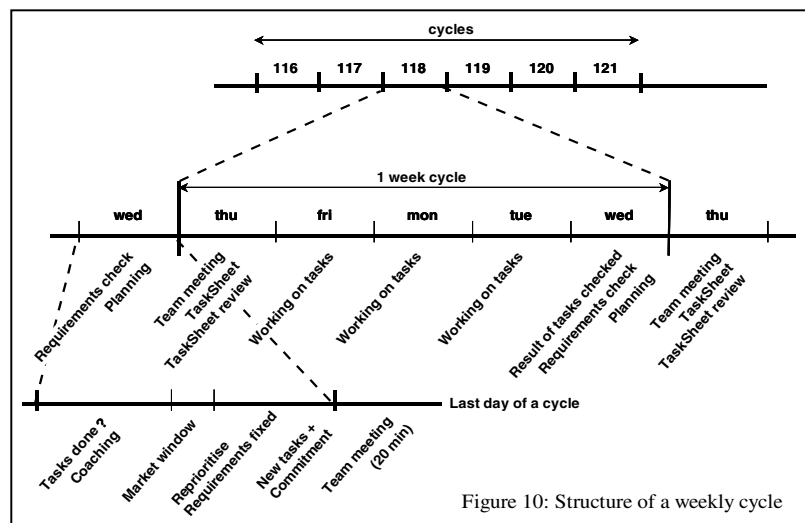 cycles
116 117 118 119 120 121
1 week cycle
wed thu fri mon tue wed thu
Requirements check
Planning
Team meeting
TaskSheet
TaskSheet review
Working on tasks
Working on tasks
Working on tasks
Result of tasks checked
Requirements check
Planning
Team meeting
TaskSheet
TaskSheet review
Last day of a cycle
Tasks done ?
Coaching
Market window
Reprioritise
Requirements fixed
New tasks +
Commitment
Team meeting
(20 min)
Figure 10: Structure of a weekly cycle